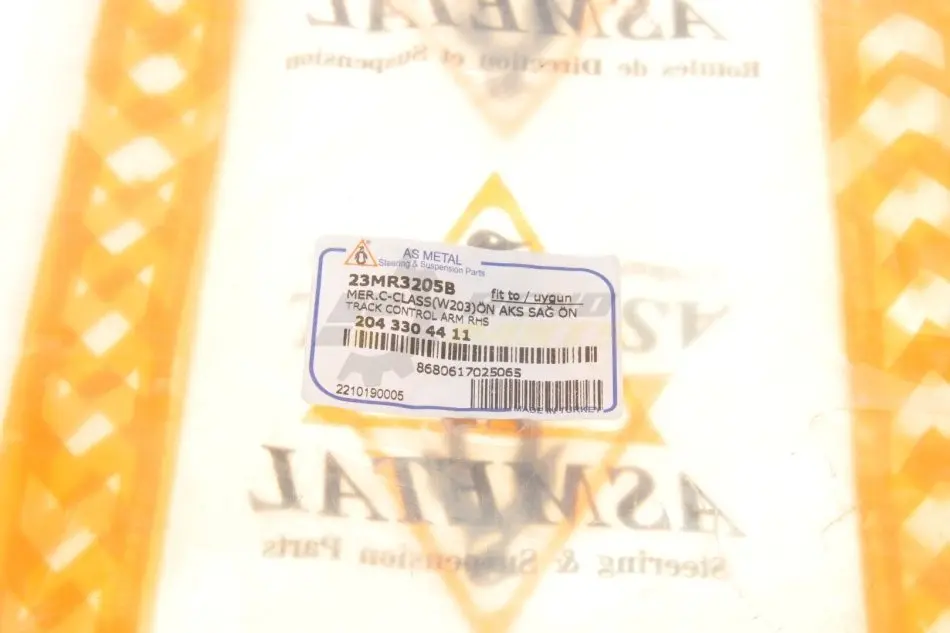 ASMETAL
Rotules de Direction et Suspension
AS METAL
Steering & Suspension Parts
23MR3205B
fit to / uygun
MER.C-CLASS(W203)ÖN AKS SAĞ ÖN
TRACK CONTROL ARM RHS
204 330 44 11
8680617025065
2210190005
MADE IN TURKEY
ASMETAL
Steering & Suspension Parts